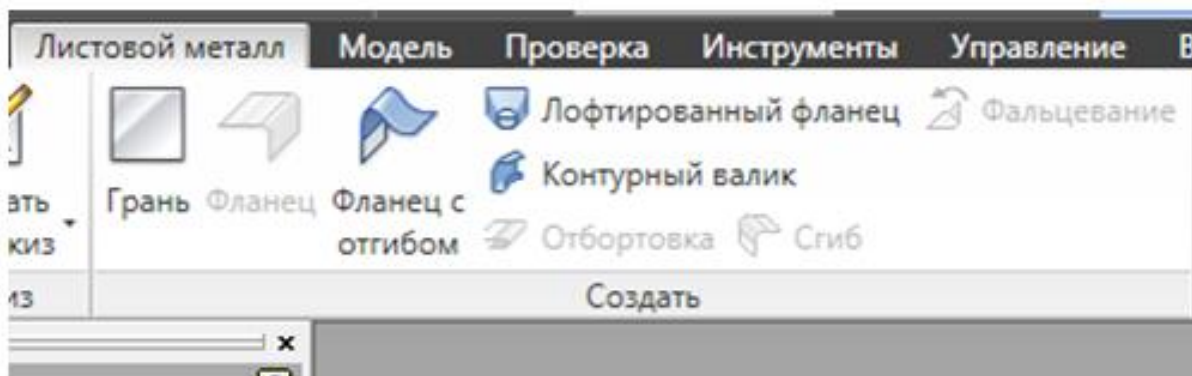 Листовой металл Модель Проверка Инструменты Управление
Лофтированный фланец Фальцевание
Контурный валик
Грань Фланец Фланец с отгибом
Отбортовка Сгиб
Создать